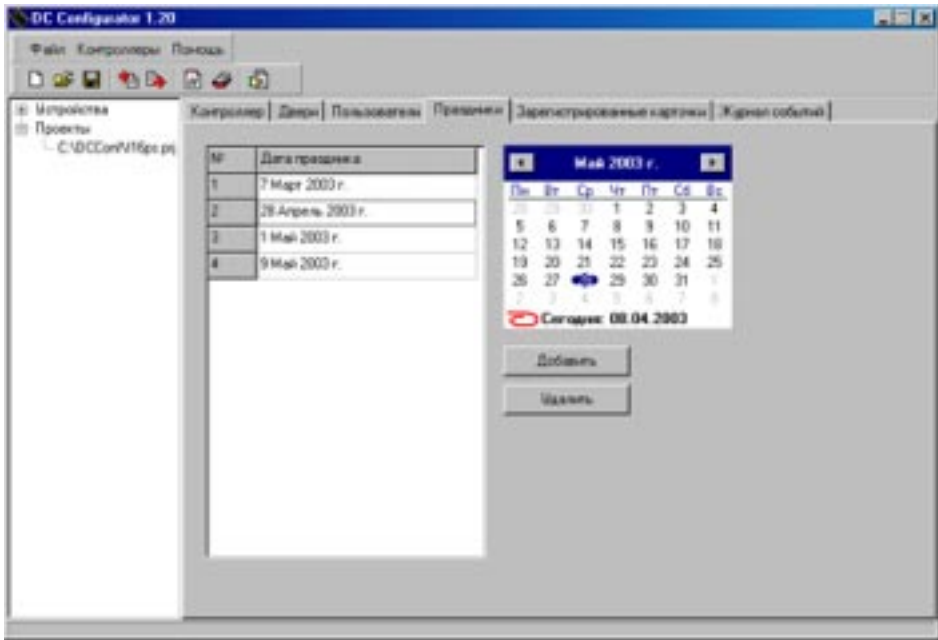 DC Configurator 1.20
Файл Контроллеры Помощь
Устройства
Проекты
Контроллер Двери Пользователи Праздники Зарегистрированные карточки Журнал событий
№ Дата праздника
1 7 Март 2003 г.
2 28 Апрель 2003 г.
3 1 Май 2003 г.
4 9 Май 2003 г.
Май 2003 г.
Пн Вт Ср Чт Пт Сб Вс
28 29 30 1 2 3 4
5 6 7 8 9 10 11
12 13 14 15 16 17 18
19 20 21 22 23 24 25
26 27 29 30 31 1
2 3 4 5 6 7 8
Сегодня: 08.04.2003
Добавить
Удалить